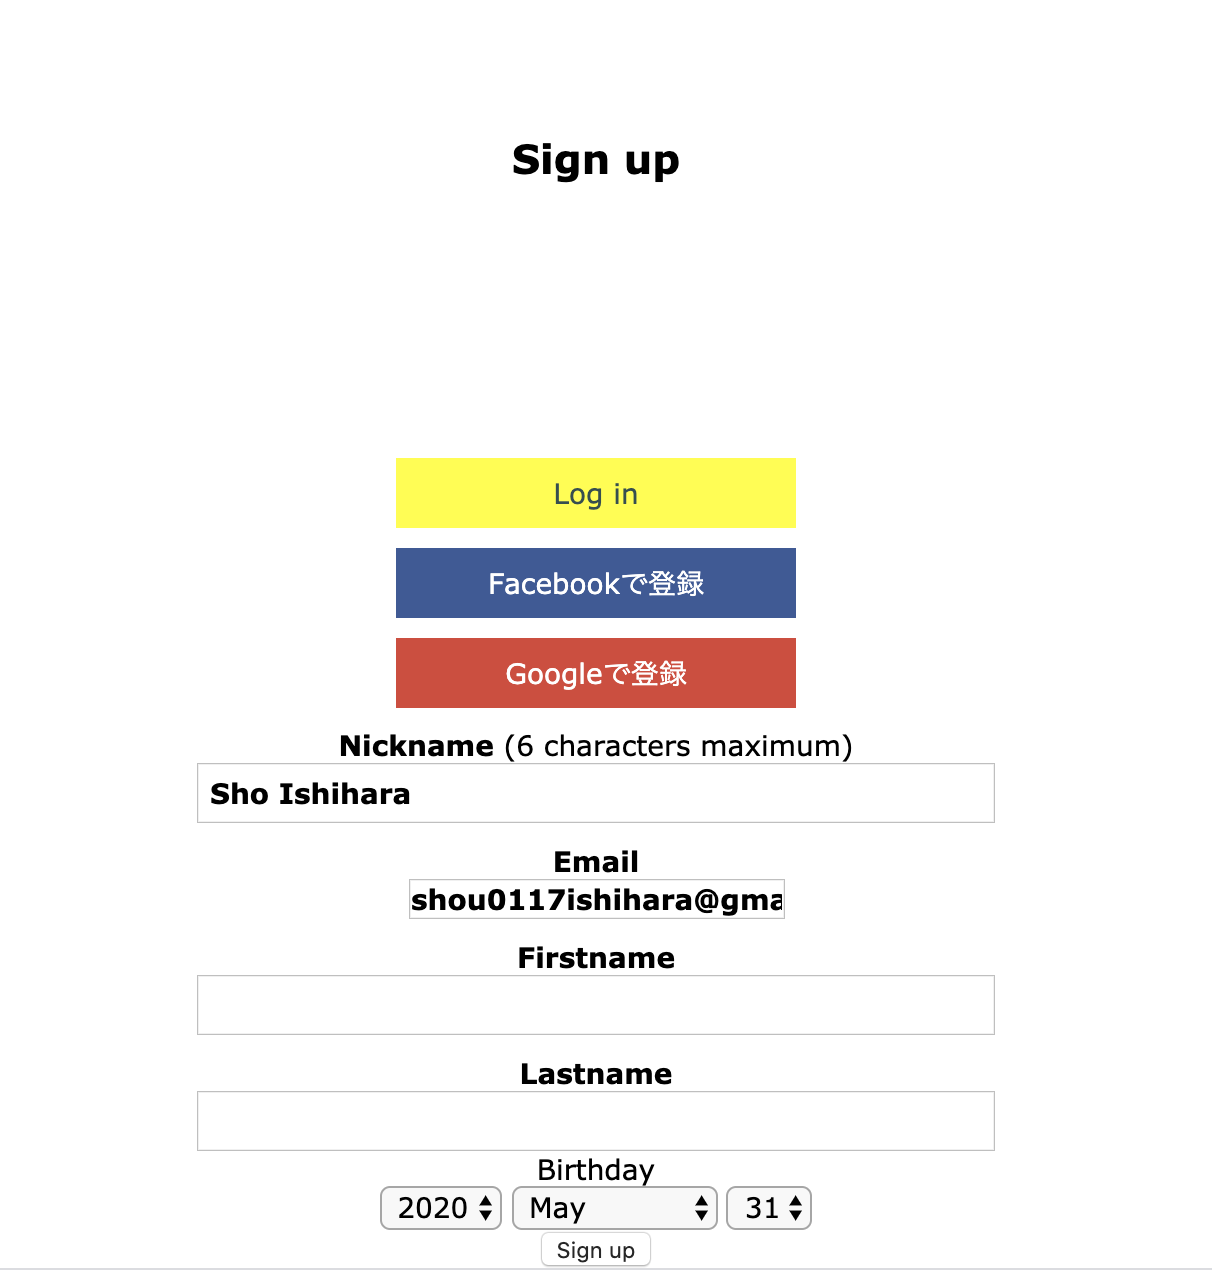 Sign up
Log in
Facebookで登録
Googleで登録
Nickname (6 characters maximum)
Sho Ishihara
Email
shou0117ishihara@gma
Firstname
Lastname
Birthday
2020 May 31
Sign up